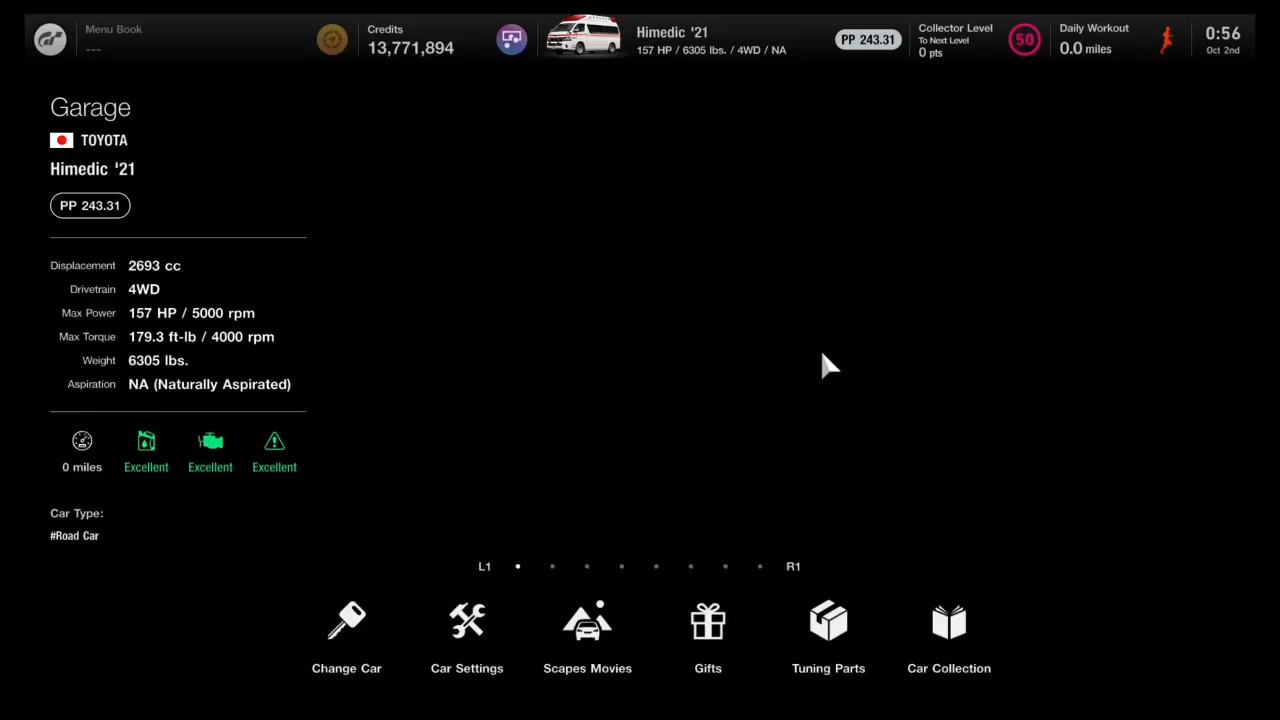 Menu Book
---
Credits
13,771,894
Himedic '21
157 HP / 6305 lbs. / 4WD / NA
PP 243.31
Collector Level
To Next Level
0 pts
50
Daily Workout
0.0 miles
0:56
Oct 2nd
Garage
TOYOTA
Himedic '21
PP 243.31
Displacement 2693 cc
Drivetrain 4WD
Max Power 157 HP / 5000 rpm
Max Torque 179.3 ft-lb / 4000 rpm
Weight 6305 lbs.
Aspiration NA (Naturally Aspirated)
0 miles Excellent Excellent Excellent
Car Type:
#Road Car
L1 R1
Change Car Car Settings Scapes Movies Gifts Tuning Parts Car Collection